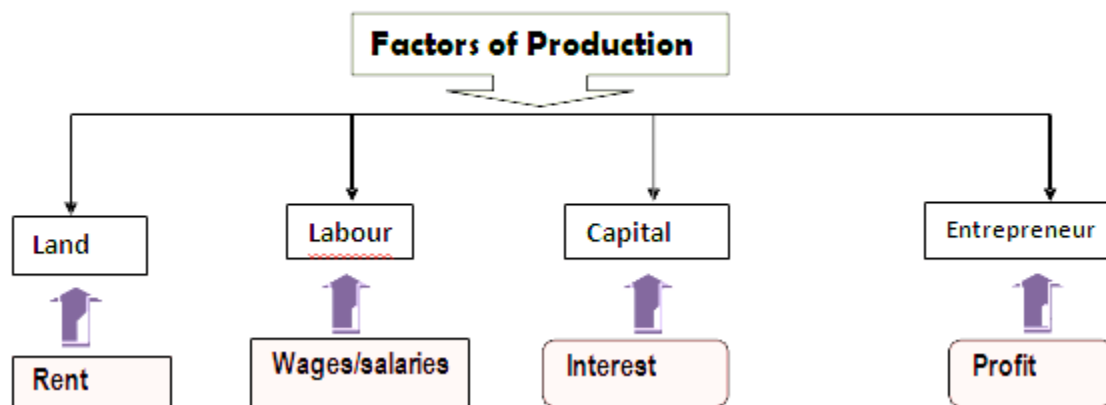 Factors of Production
Land
Labour
Capital
Entrepreneur
Rent
Wages/salaries
Interest
Profit